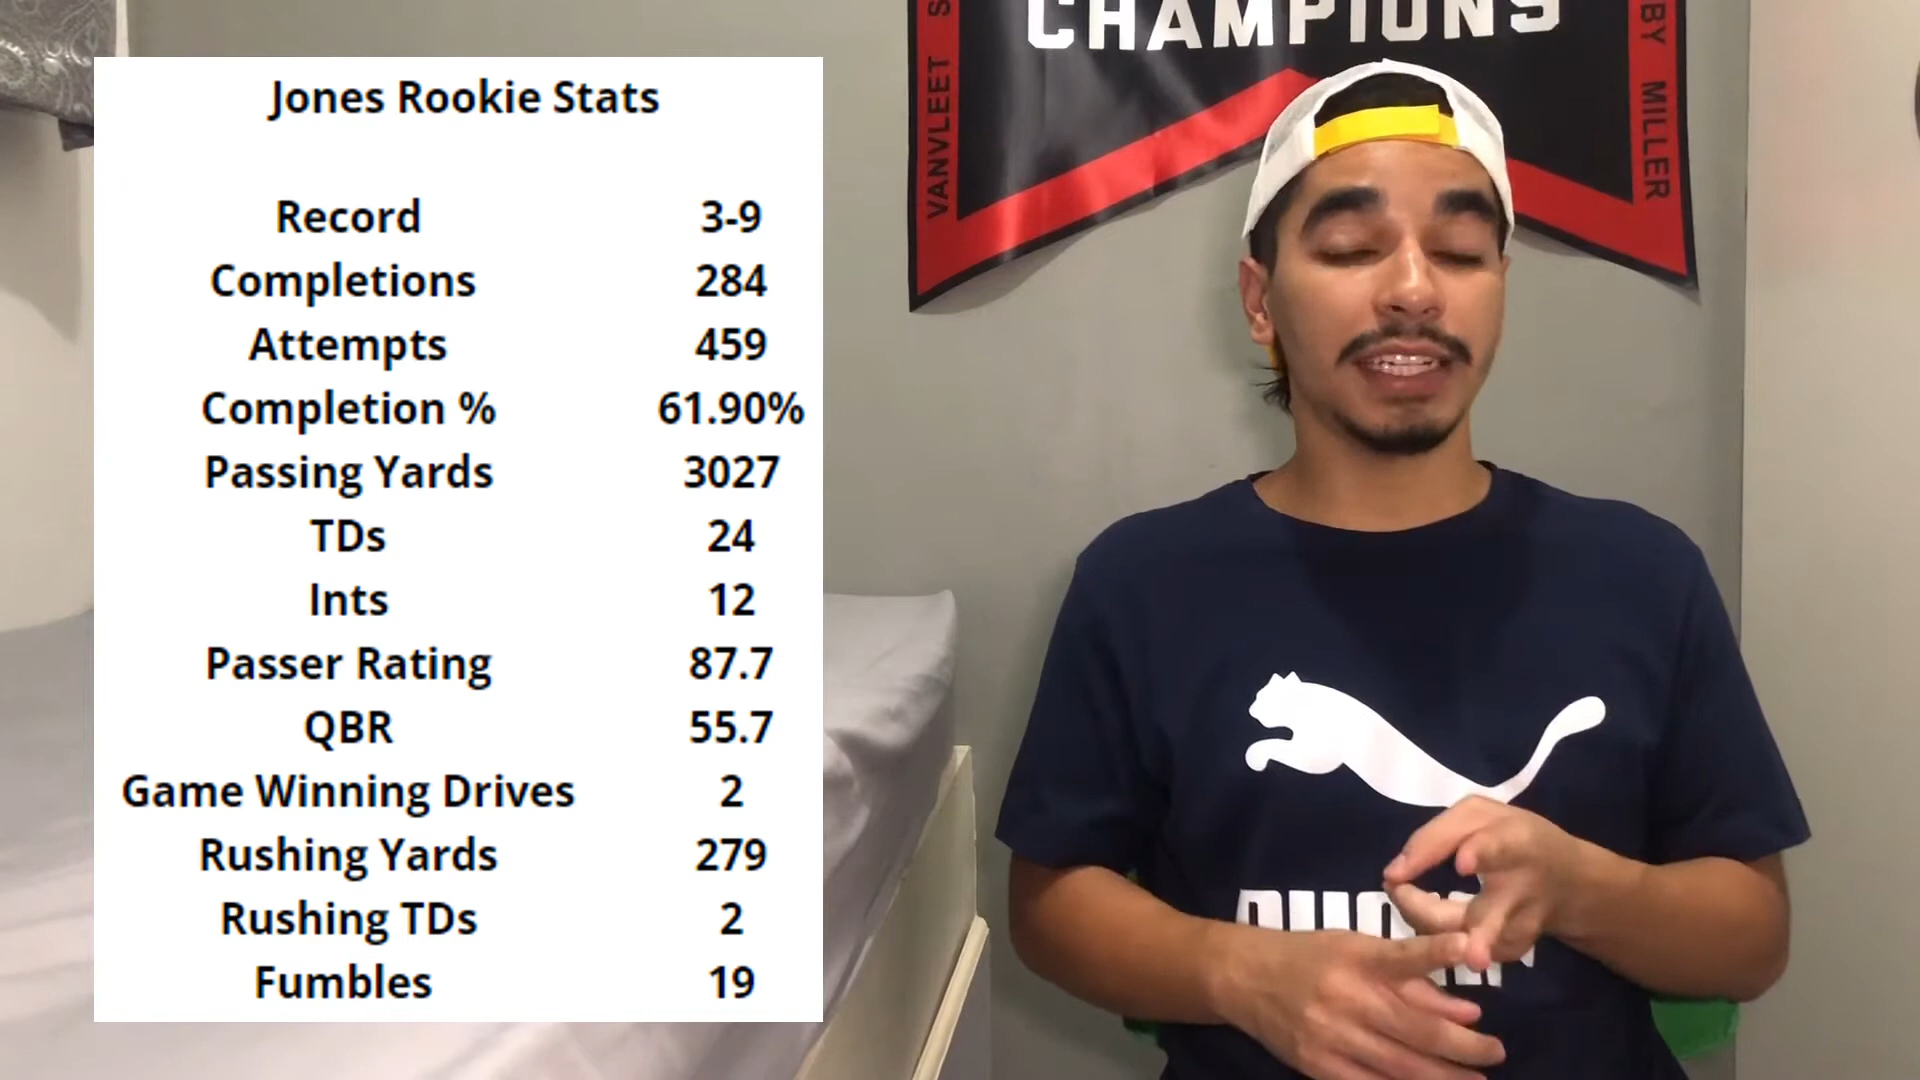 Jones Rookie Stats
Record 3-9
Completions 284
Attempts 459
Completion % 61.90%
Passing Yards 3027
TDs 24
Ints 12
Passer Rating 87.7
QBR 55.7
Game Winning Drives 2
Rushing Yards 279
Rushing TDs 2
Fumbles 19
CHAMPIONS
VANVLEET
BY MILLER